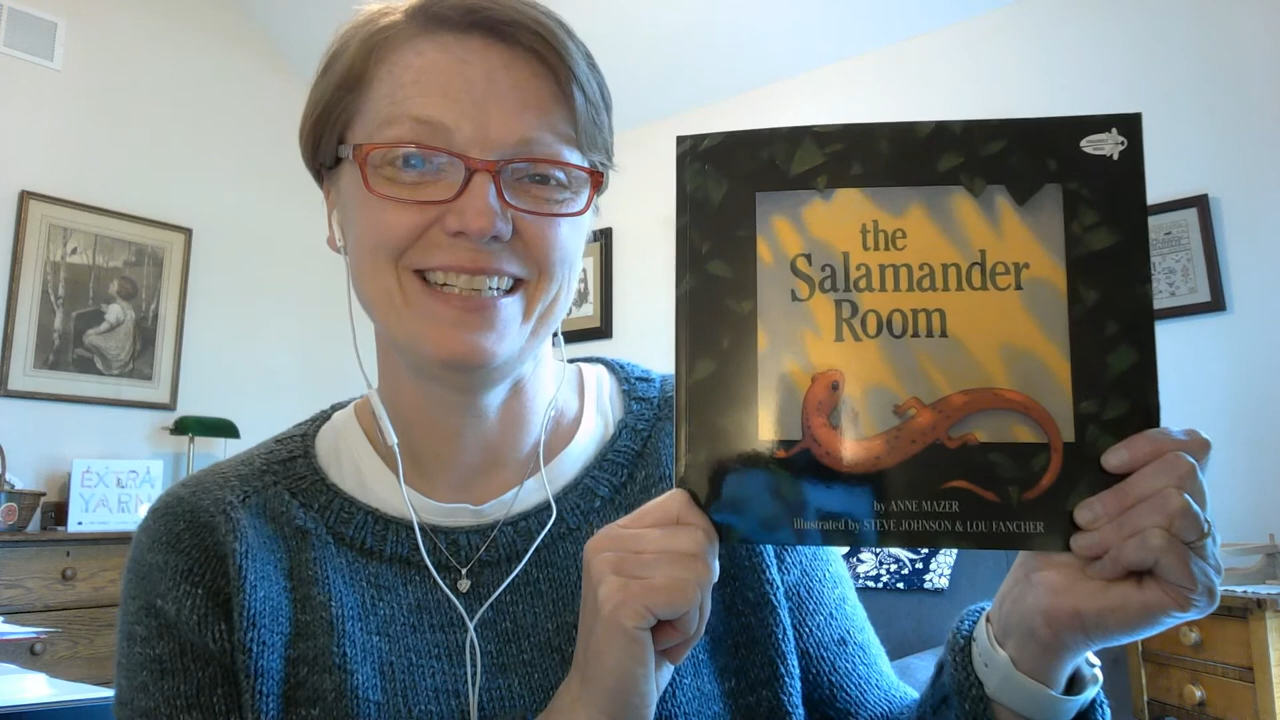 the
Salamander
Room
by ANNE MAZER
illustrated by STEVE JOHNSON & LOU FANCHER
EXTRA
YARN